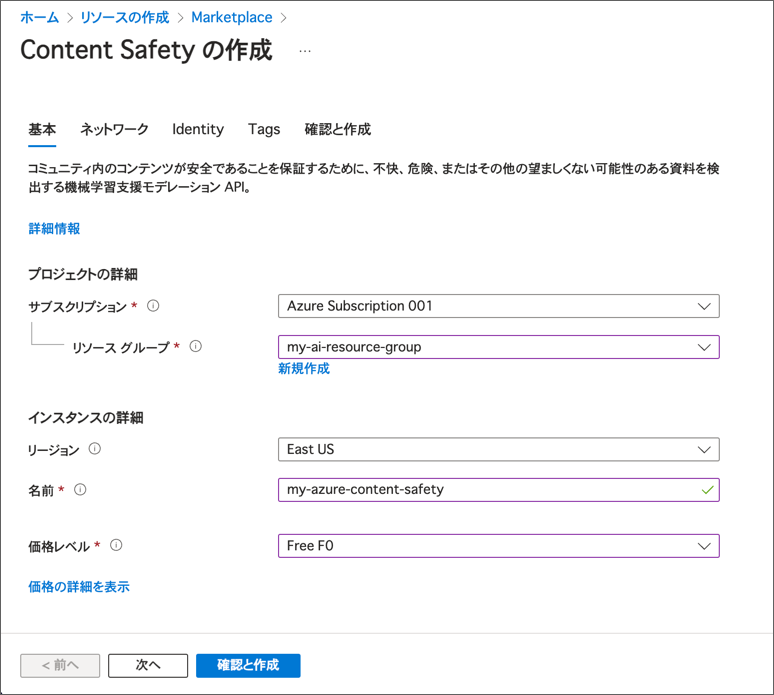 ホーム > リソースの作成 > Marketplace >
Content Safety の作成 …
基本 ネットワーク Identity Tags 確認と作成
コミュニティ内のコンテンツが安全であることを保証するために、不快、危険、またはその他の望ましくない可能性のある資料を検
出する機械学習支援モデレーション API。
詳細情報
プロジェクトの詳細
サブスクリプション * Azure Subscription 001
リソース グループ * my-ai-resource-group
新規作成
インスタンスの詳細
リージョン East US
名前 * my-azure-content-safety
価格レベル * Free F0
価格の詳細を表示
< 前へ 次へ 確認と作成